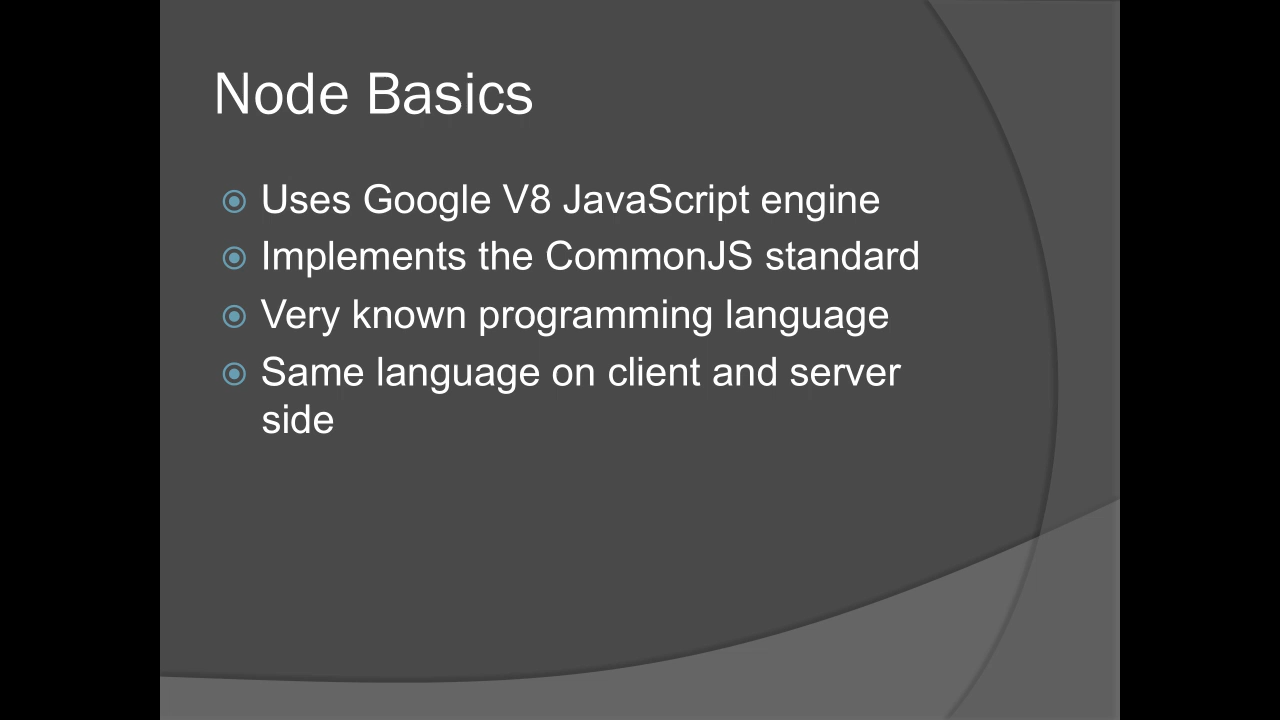 Node Basics
Uses Google V8 JavaScript engine
Implements the CommonJS standard
Very known programming language
Same language on client and server
side